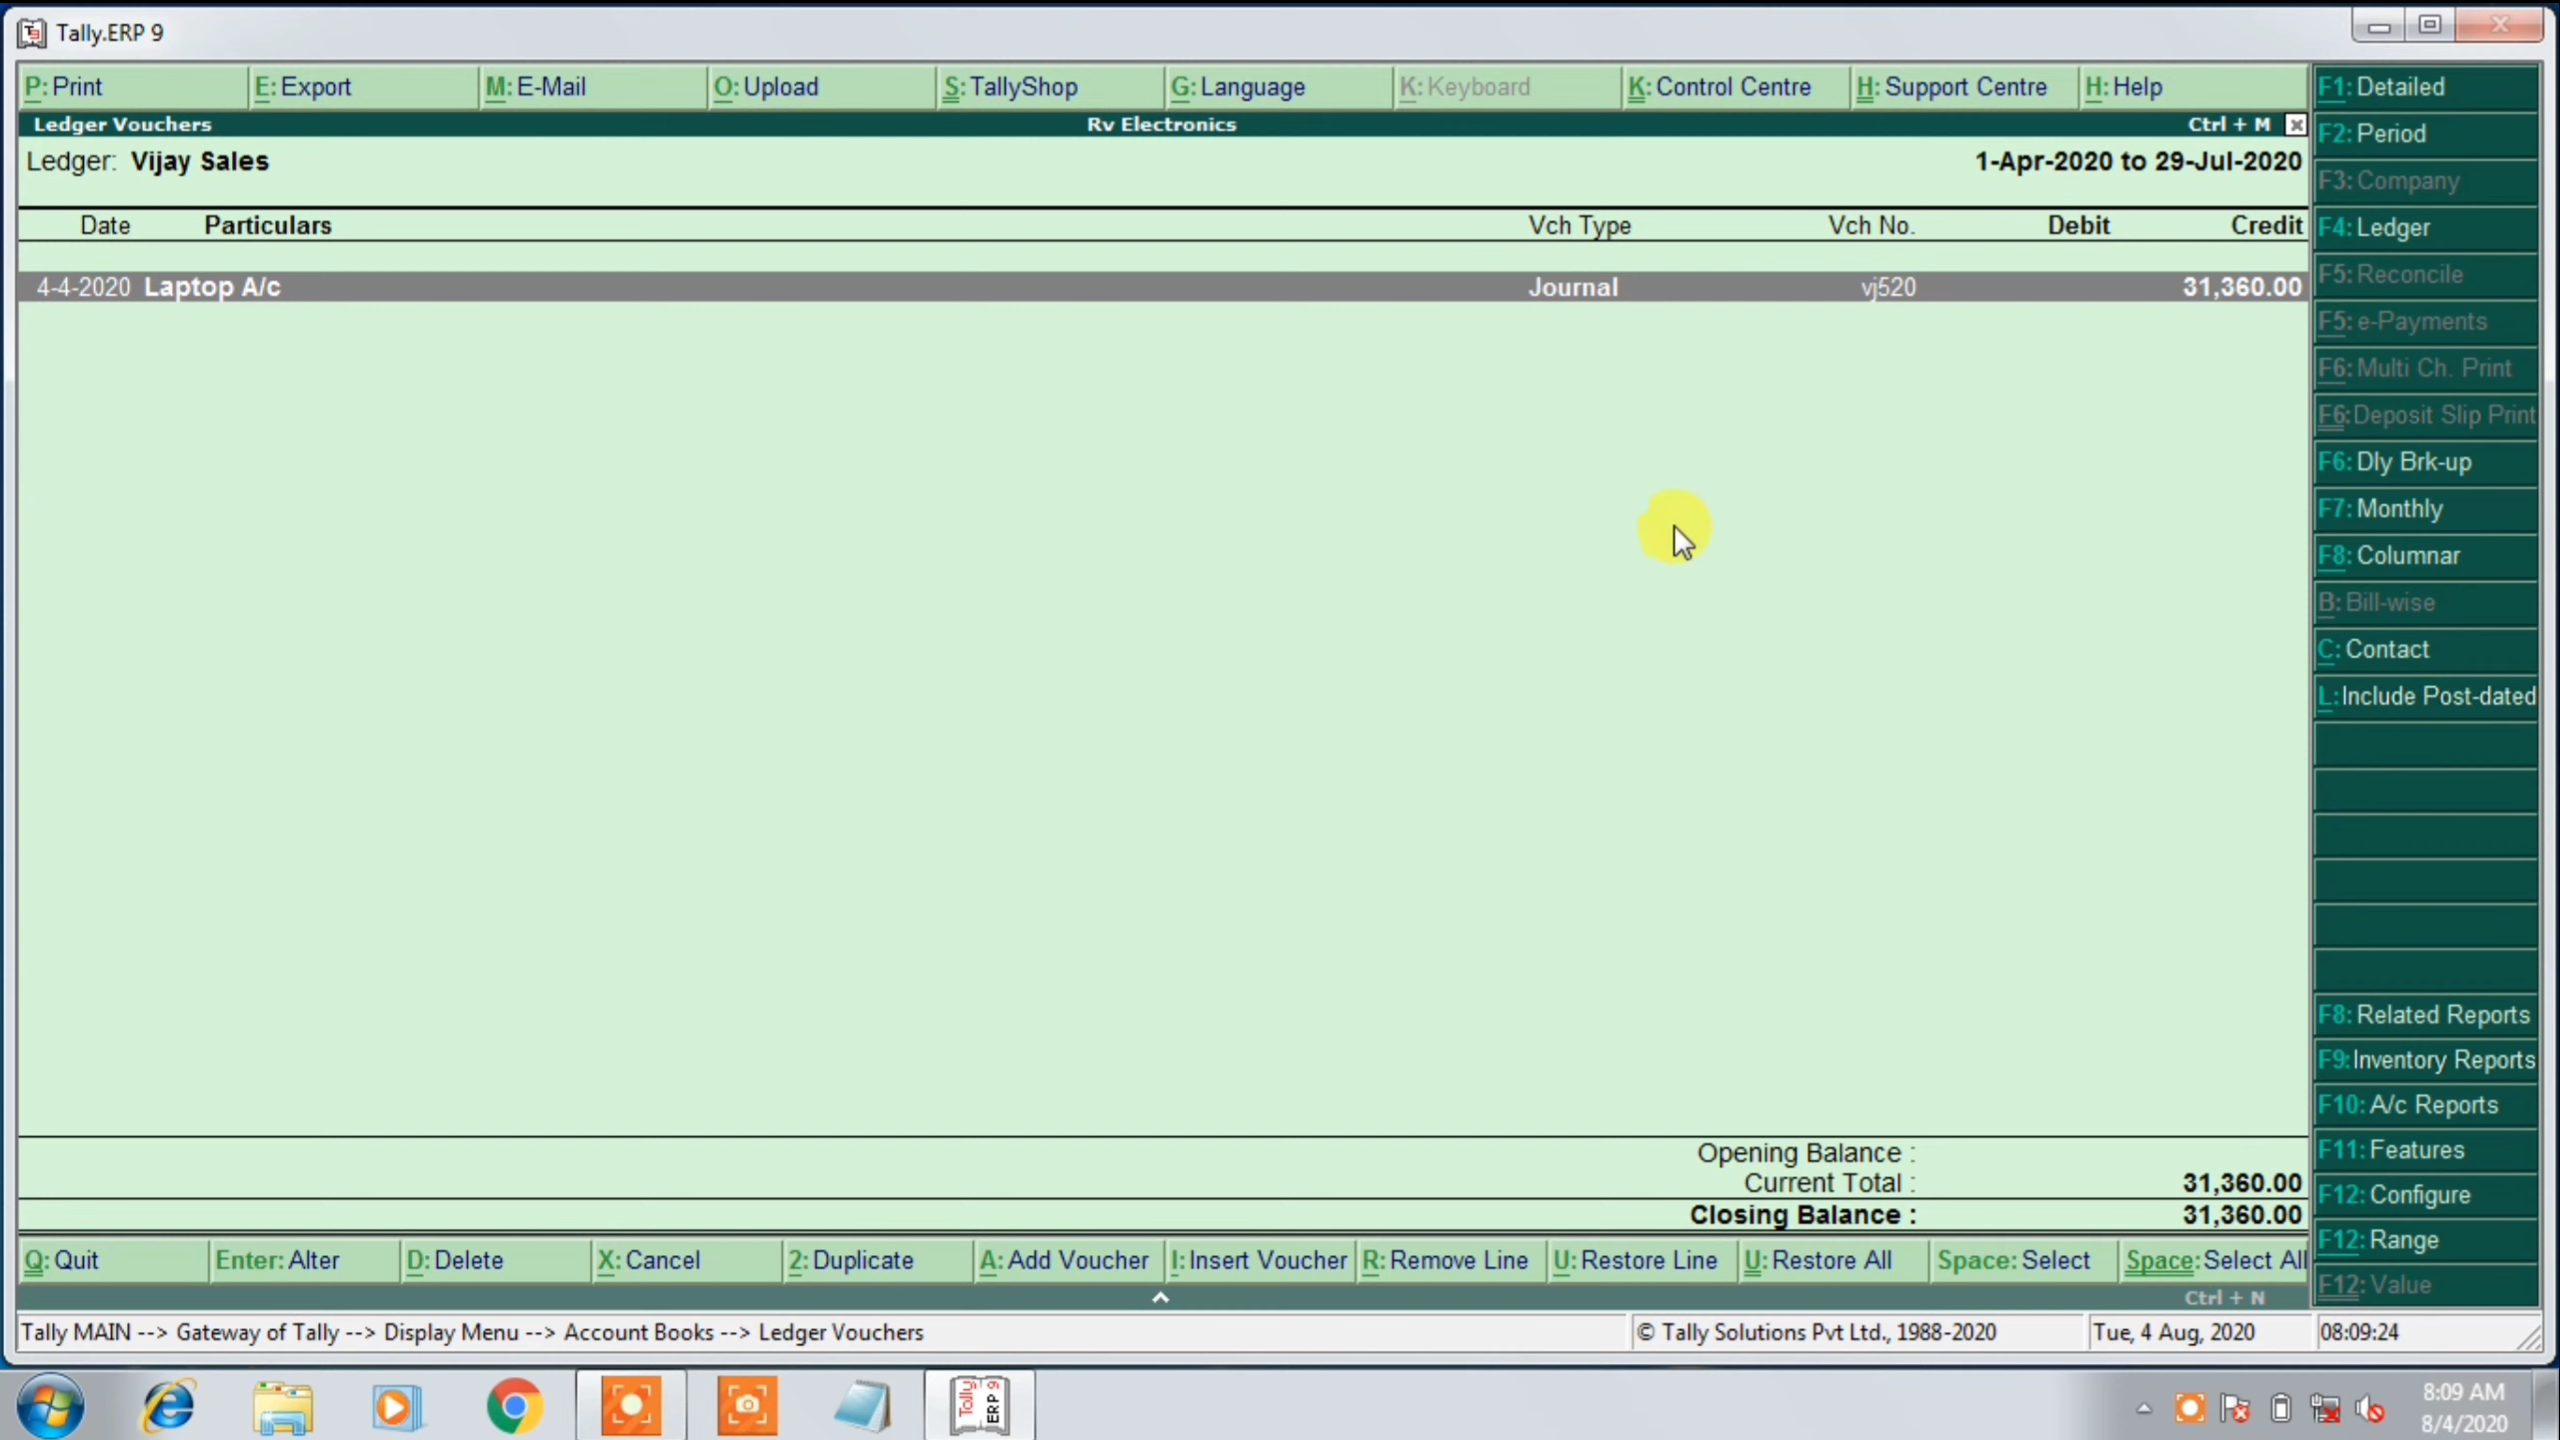 Tally.ERP 9
P: Print E: Export M: E-Mail O: Upload S: TallyShop G: Language K: Keyboard K: Control Centre H: Support Centre H: Help
Ledger Vouchers Rv Electronics Ctrl + M
Ledger: Vijay Sales 1-Apr-2020 to 29-Jul-2020
Date Particulars Vch Type Vch No. Debit Credit
4-4-2020 Laptop A/c Journal vj520 31,360.00
Opening Balance :
Current Total : 31,360.00
Closing Balance : 31,360.00
Q: Quit Enter: Alter D: Delete X: Cancel 2: Duplicate A: Add Voucher I: Insert Voucher R: Remove Line U: Restore Line U: Restore All Space: Select Space: Select All
Ctrl + N
F1: Detailed
F2: Period
F3: Company
F4: Ledger
F5: Reconcile
F5: e-Payments
F6: Multi Ch. Print
F6: Deposit Slip Print
F6: Dly Brk-up
F7: Monthly
F8: Columnar
B: Bill-wise
C: Contact
L: Include Post-dated
F8: Related Reports
F9: Inventory Reports
F10: A/c Reports
F11: Features
F12: Configure
F12: Range
F12: Value
Tally MAIN --> Gateway of Tally --> Display Menu --> Account Books --> Ledger Vouchers © Tally Solutions Pvt Ltd., 1988-2020 Tue, 4 Aug, 2020 08:09:24
Tally ERP 9
8:09 AM
8/4/2020